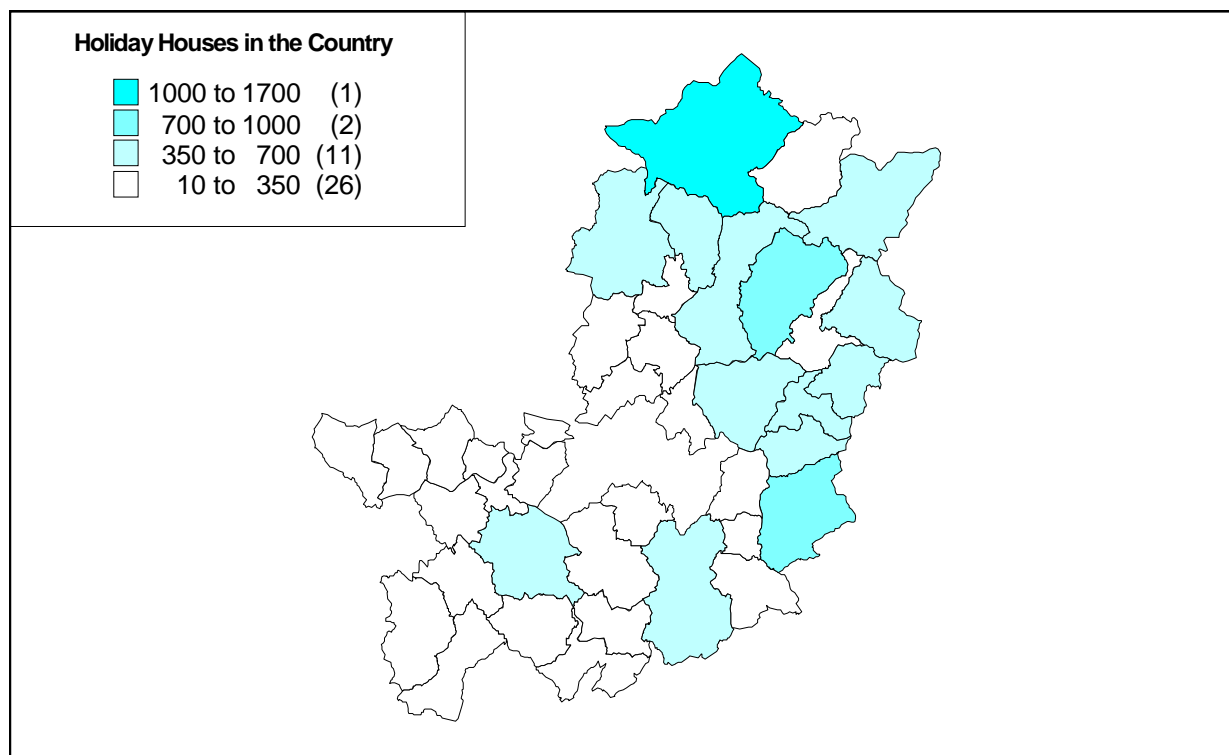 Holiday Houses in the Country
1000 to 1700 (1)
700 to 1000 (2)
350 to 700 (11)
10 to 350 (26)